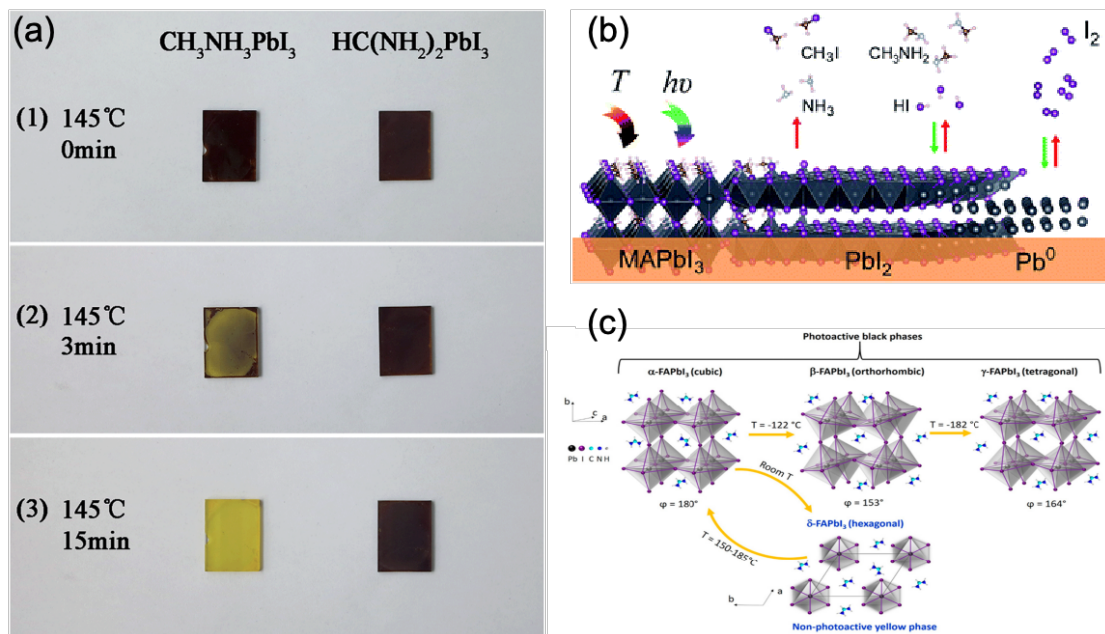 (a)
CH₃NH₃PbI₃ HC(NH₂)₂PbI₃
(1) 145℃
0min
(2) 145℃
3min
(3) 145℃
15min
(b)
CH₃I CH₃NH₂ I₂
T hυ
NH₃ HI
MAPbI₃ PbI₂ Pb⁰
(c)
Photoactive black phases
α-FAPbI₃ (cubic) β-FAPbI₃ (orthorhombic) γ-FAPbI₃ (tetragonal)
b
c
a
T = -122 °C T = -182 °C
Pb I C N H
Room T
φ = 180° φ = 153° φ = 164°
δ-FAPbI₃ (hexagonal)
T = 150-185℃
a
b
Non-photoactive yellow phase